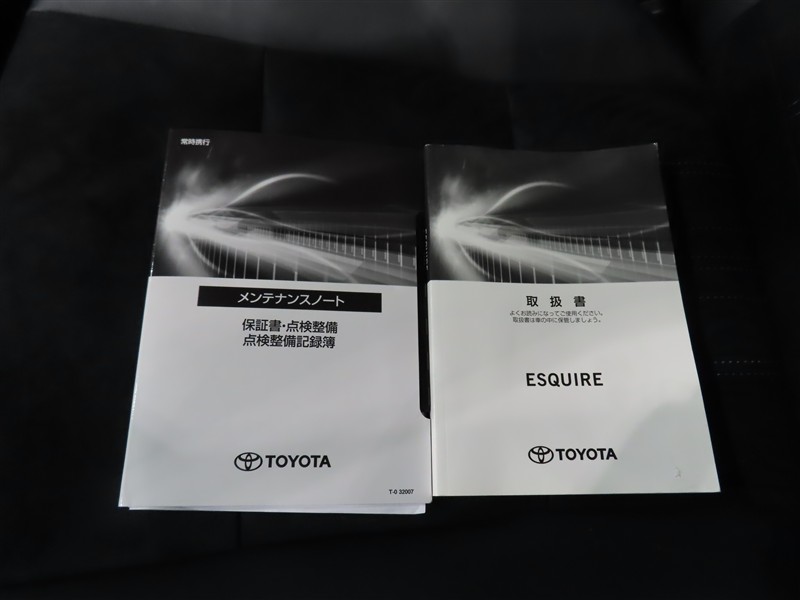 常時携行
メンテナンスノート
保証書・点検整備
点検整備記録簿
TOYOTA
T-0 32007
取扱書
よくお読みになってご使用ください。
取扱書は車の中に保管しましょう。
ESQUIRE
TOYOTA